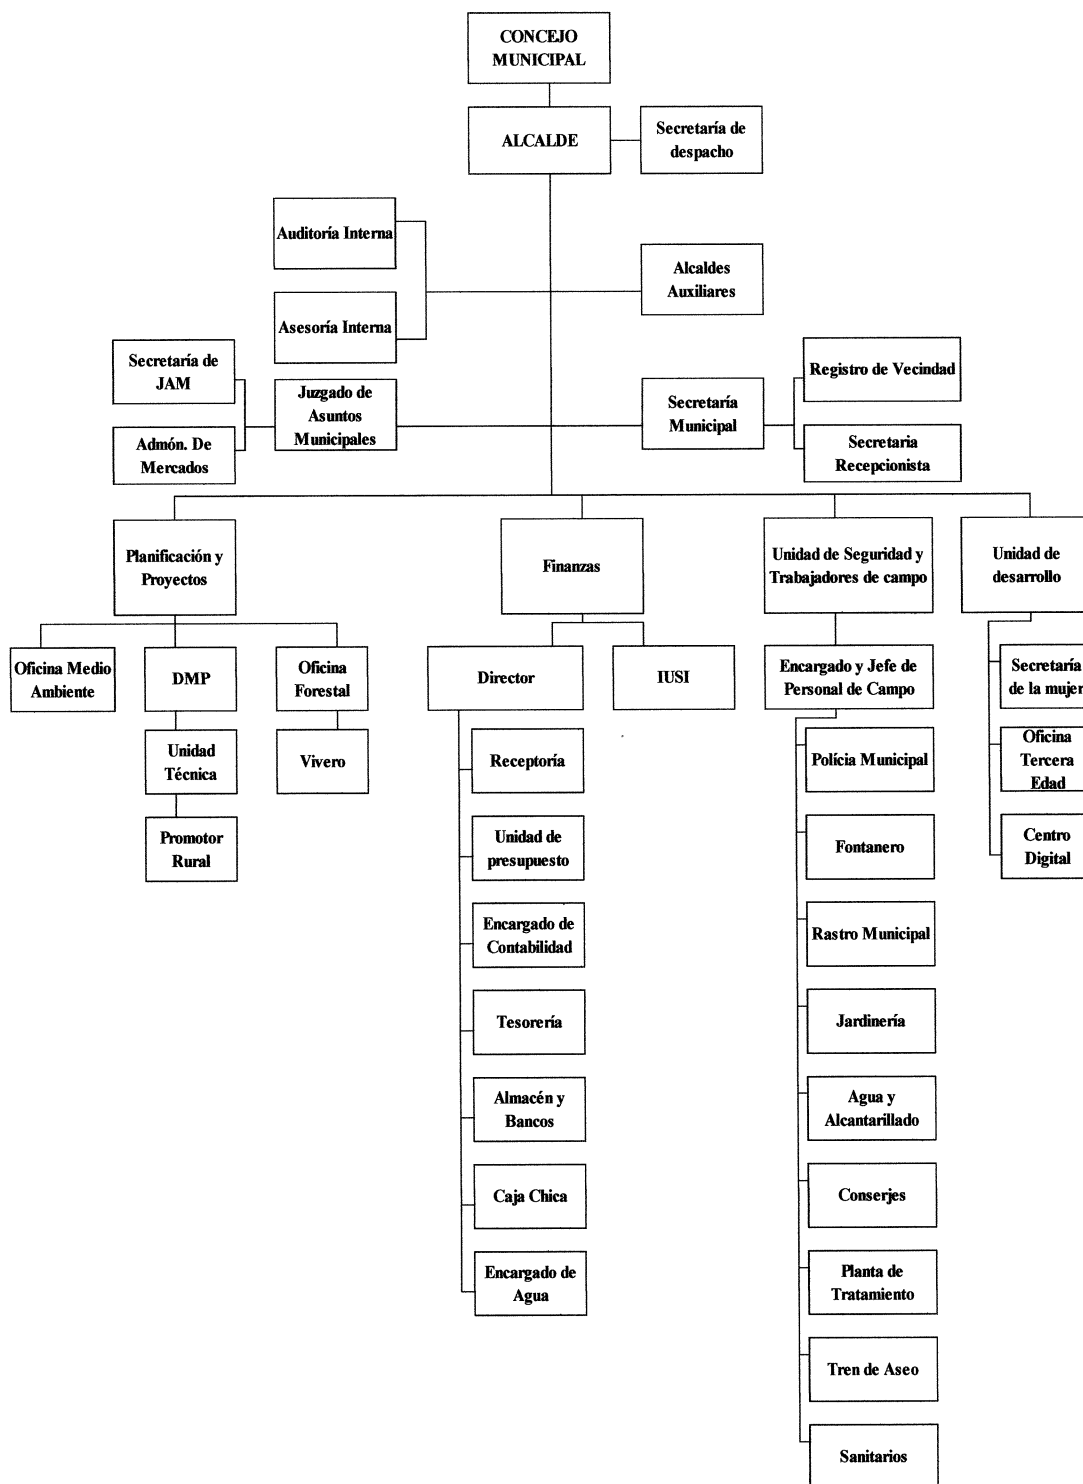 CONCEJO
MUNICIPAL
ALCALDE
Secretaría de
despacho
Auditoría Interna
Alcaldes
Auxiliares
Asesoría Interna
Secretaría de
JAM
Juzgado de
Asuntos
Municipales
Admón. De
Mercados
Secretaría
Municipal
Registro de Vecindad
Secretaria
Recepcionista
Planificación y
Proyectos
Finanzas
Unidad de Seguridad y
Trabajadores de campo
Unidad de
desarrollo
Oficina Medio
Ambiente
DMP
Oficina
Forestal
Director
IUSI
Encargado y Jefe de
Personal de Campo
Secretaría
de la mujer
Unidad
Técnica
Vivero
Receptoría
Polícia Municipal
Oficina
Tercera
Edad
Promotor
Rural
Unidad de
presupuesto
Fontanero
Centro
Digital
Encargado de
Contabilidad
Rastro Municipal
Tesorería
Jardinería
Almacén y
Bancos
Agua y
Alcantarillado
Caja Chica
Conserjes
Encargado de
Agua
Planta de
Tratamiento
Tren de Aseo
Sanitarios